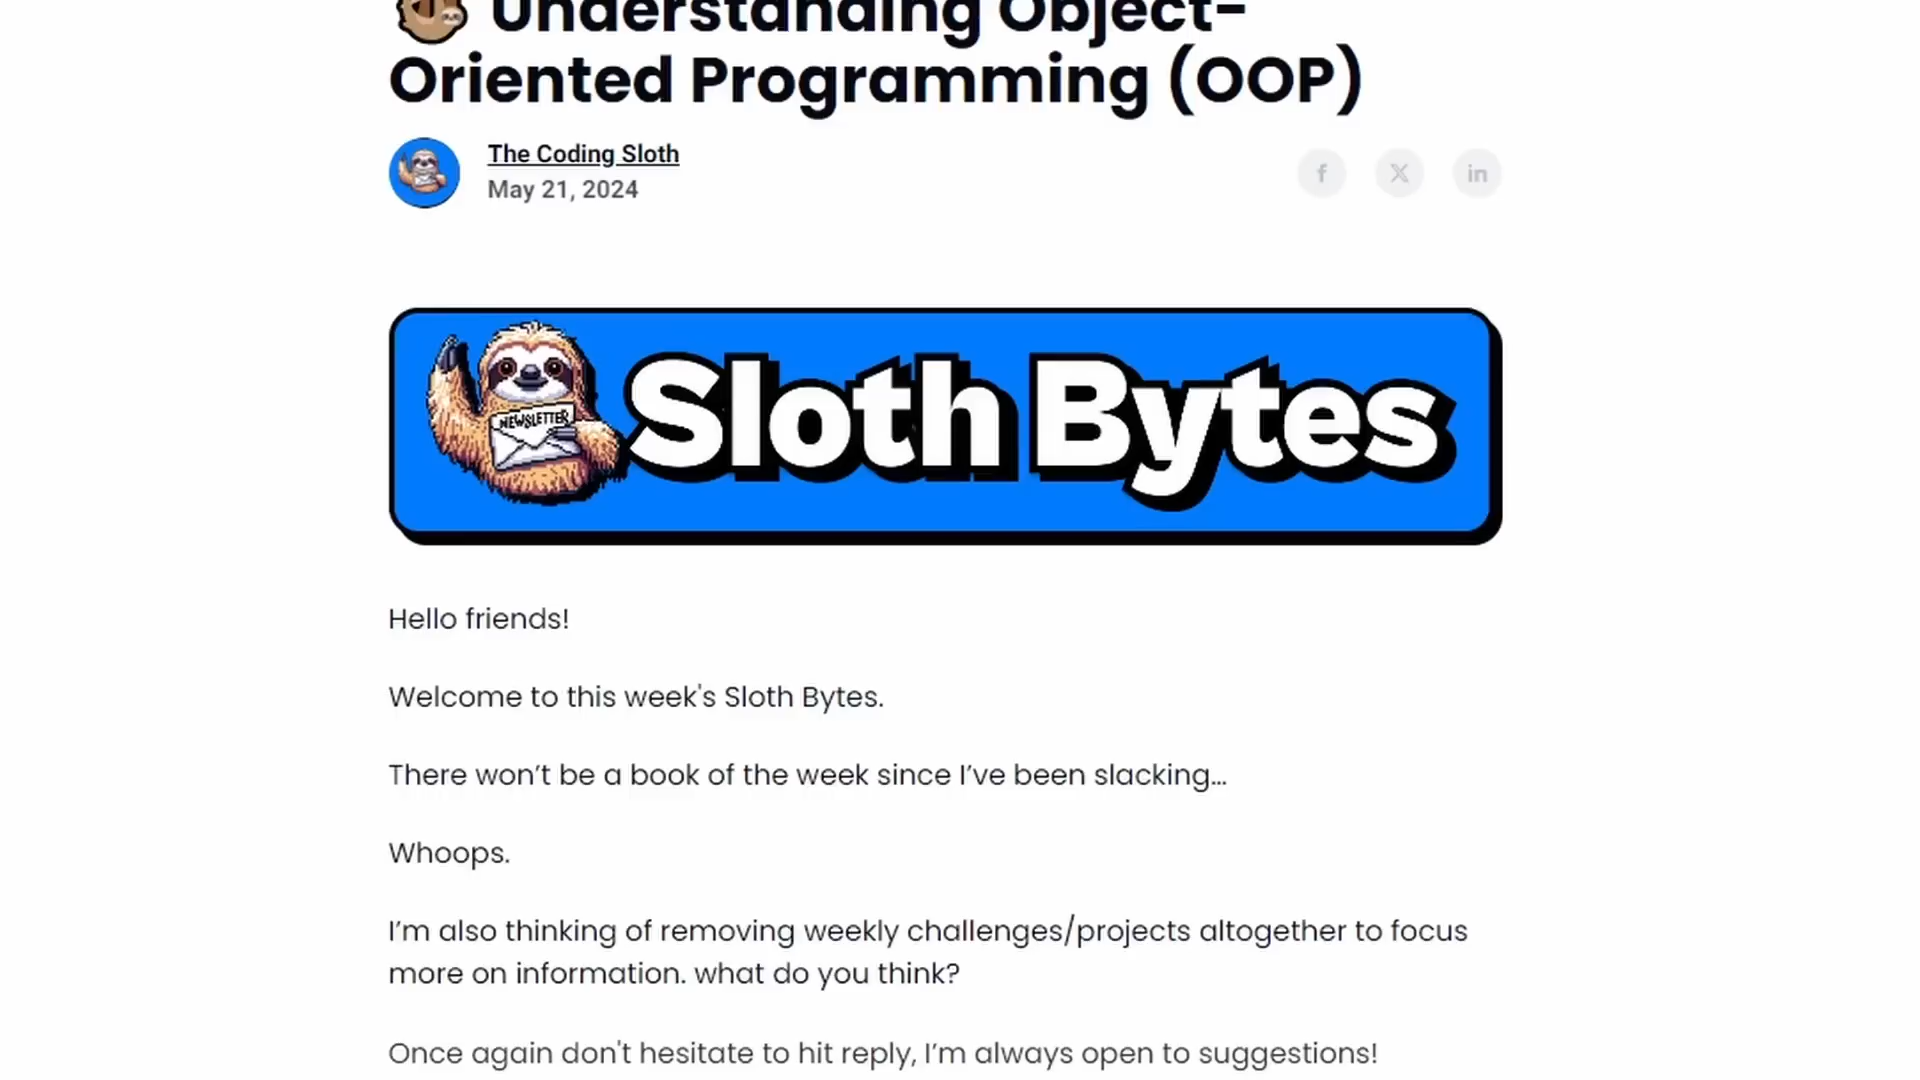 Understanding Object-
Oriented Programming (OOP)
The Coding Sloth
May 21, 2024
f X in
NEWSLETTER
Sloth Bytes
Hello friends!
Welcome to this week's Sloth Bytes.
There won’t be a book of the week since I’ve been slacking...
Whoops.
I’m also thinking of removing weekly challenges/projects altogether to focus
more on information. what do you think?
Once again don't hesitate to hit reply, I’m always open to suggestions!